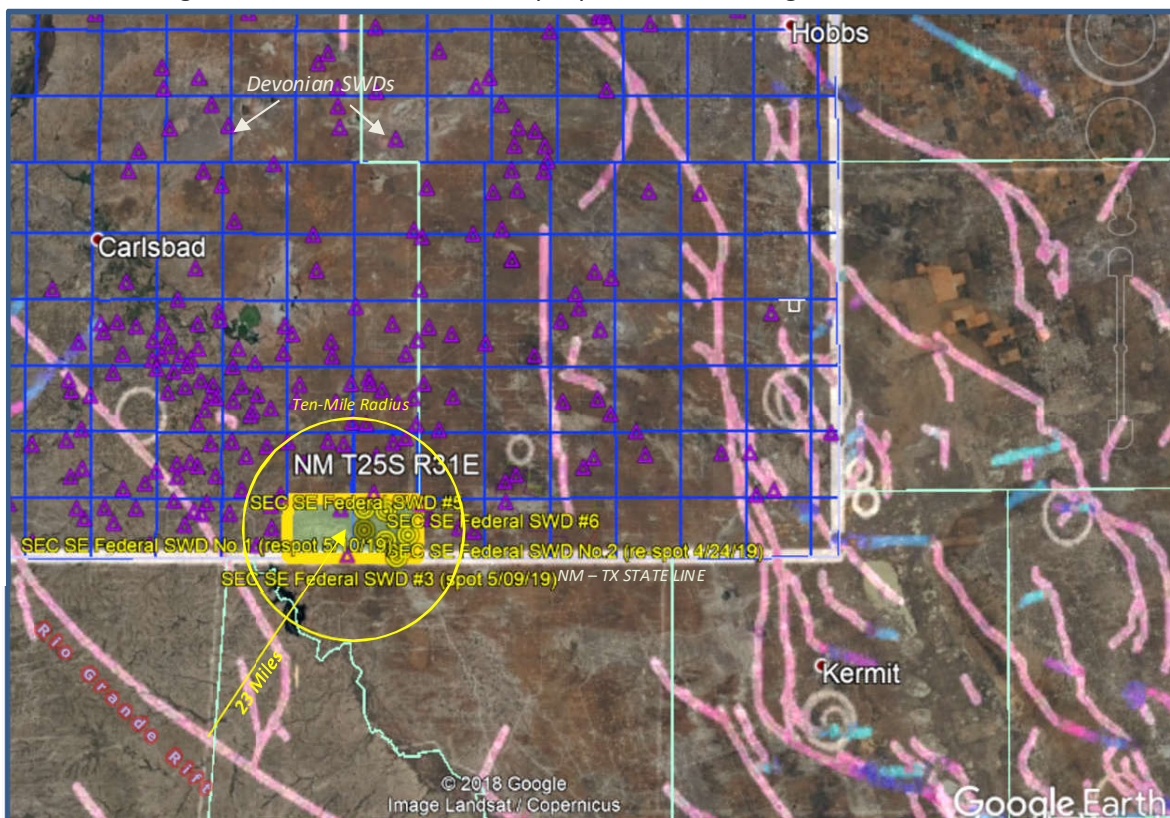 Hobbs
Devonian SWDs
Carlsbad
Ten-Mile Radius
NM T25S R31E
SEC SE Federal SWD #5
SEC SE Federal SWD #6
SEC SE Federal SWD No.1 (respot 5/10/19)
SEC SE Federal SWD No.2 (re-spot 4/24/19)
SEC SE Federal SWD #3 (spot 5/09/19)
NM – TX STATE LINE
Rio Grande Rift
23 Miles
Kermit
© 2018 Google
Image Landsat / Copernicus
Google Earth